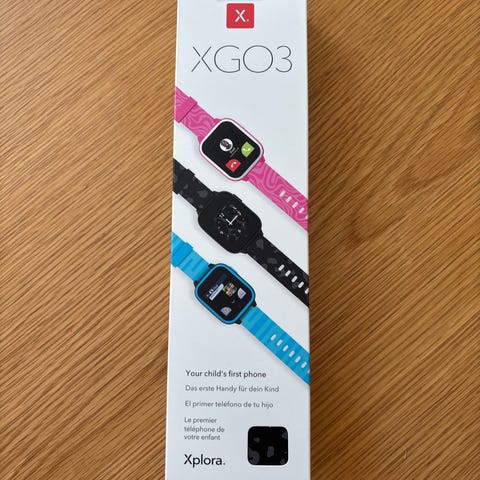 X.
XGO3
Your child's first phone
Das erste Handy für dein Kind
El primer teléfono de tu hijo
Le premier
téléphone de
votre enfant
Xplora.